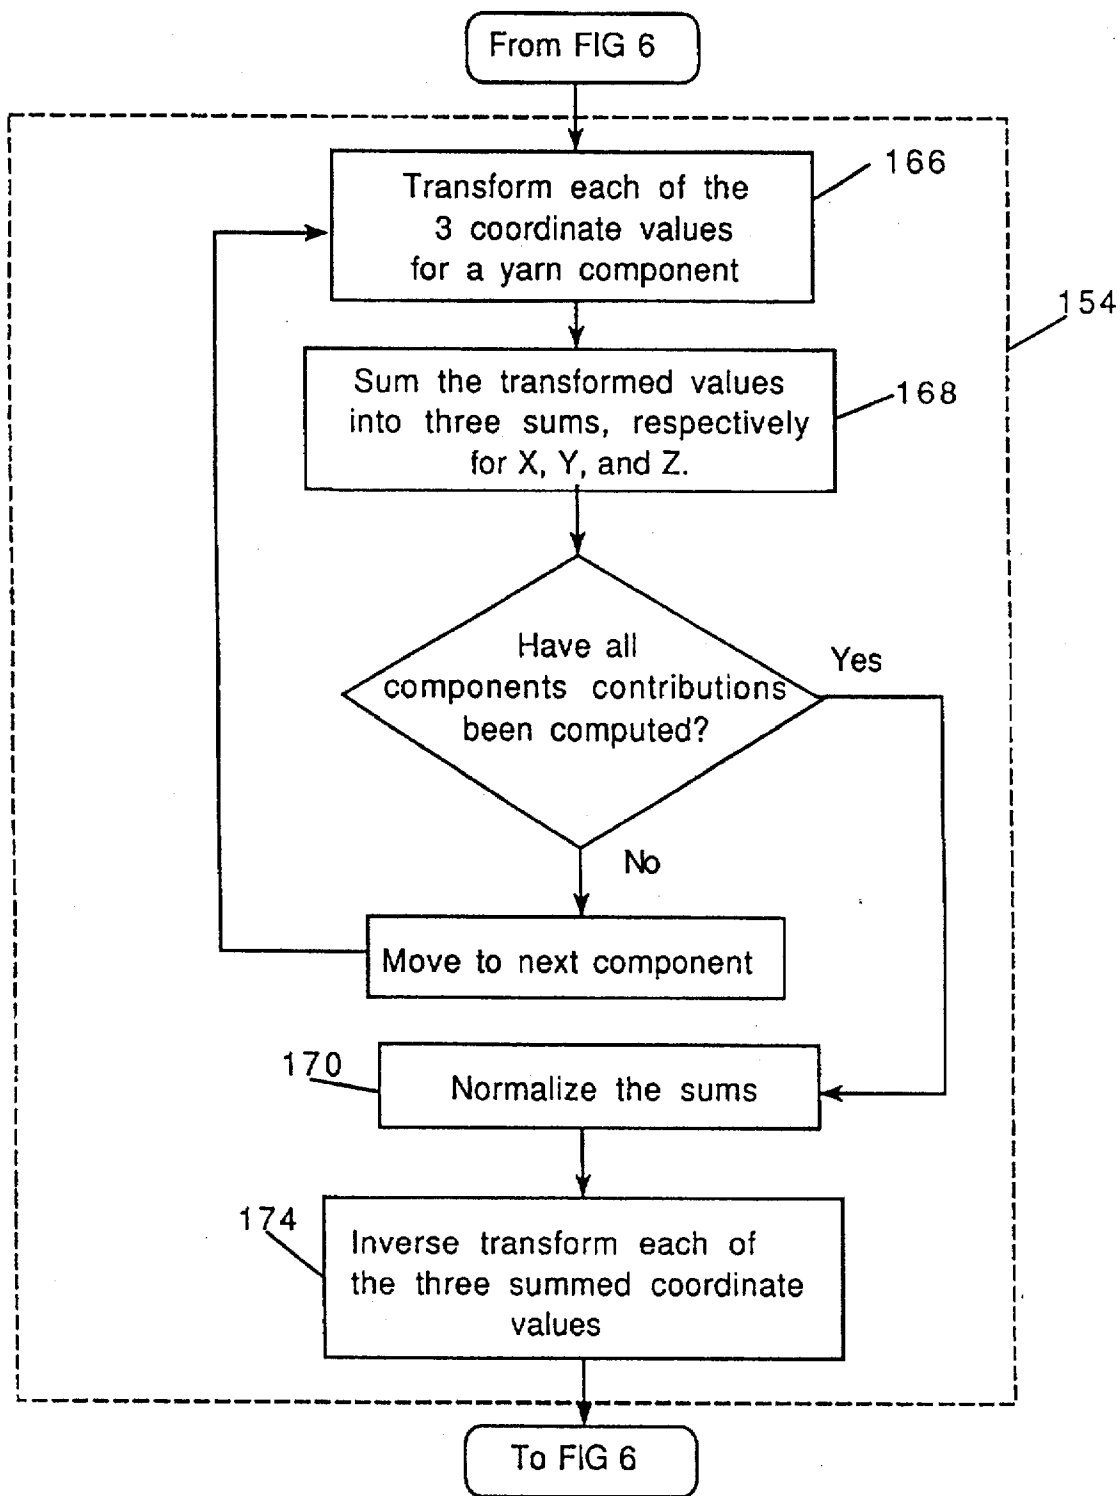 From FIG 6
166
Transform each of the
3 coordinate values
for a yarn component
154
Sum the transformed values
into three sums, respectively
for X, Y, and Z.
168
Have all
components contributions
been computed?
Yes
No
Move to next component
170
Normalize the sums
174
Inverse transform each of
the three summed coordinate
values
To FIG 6